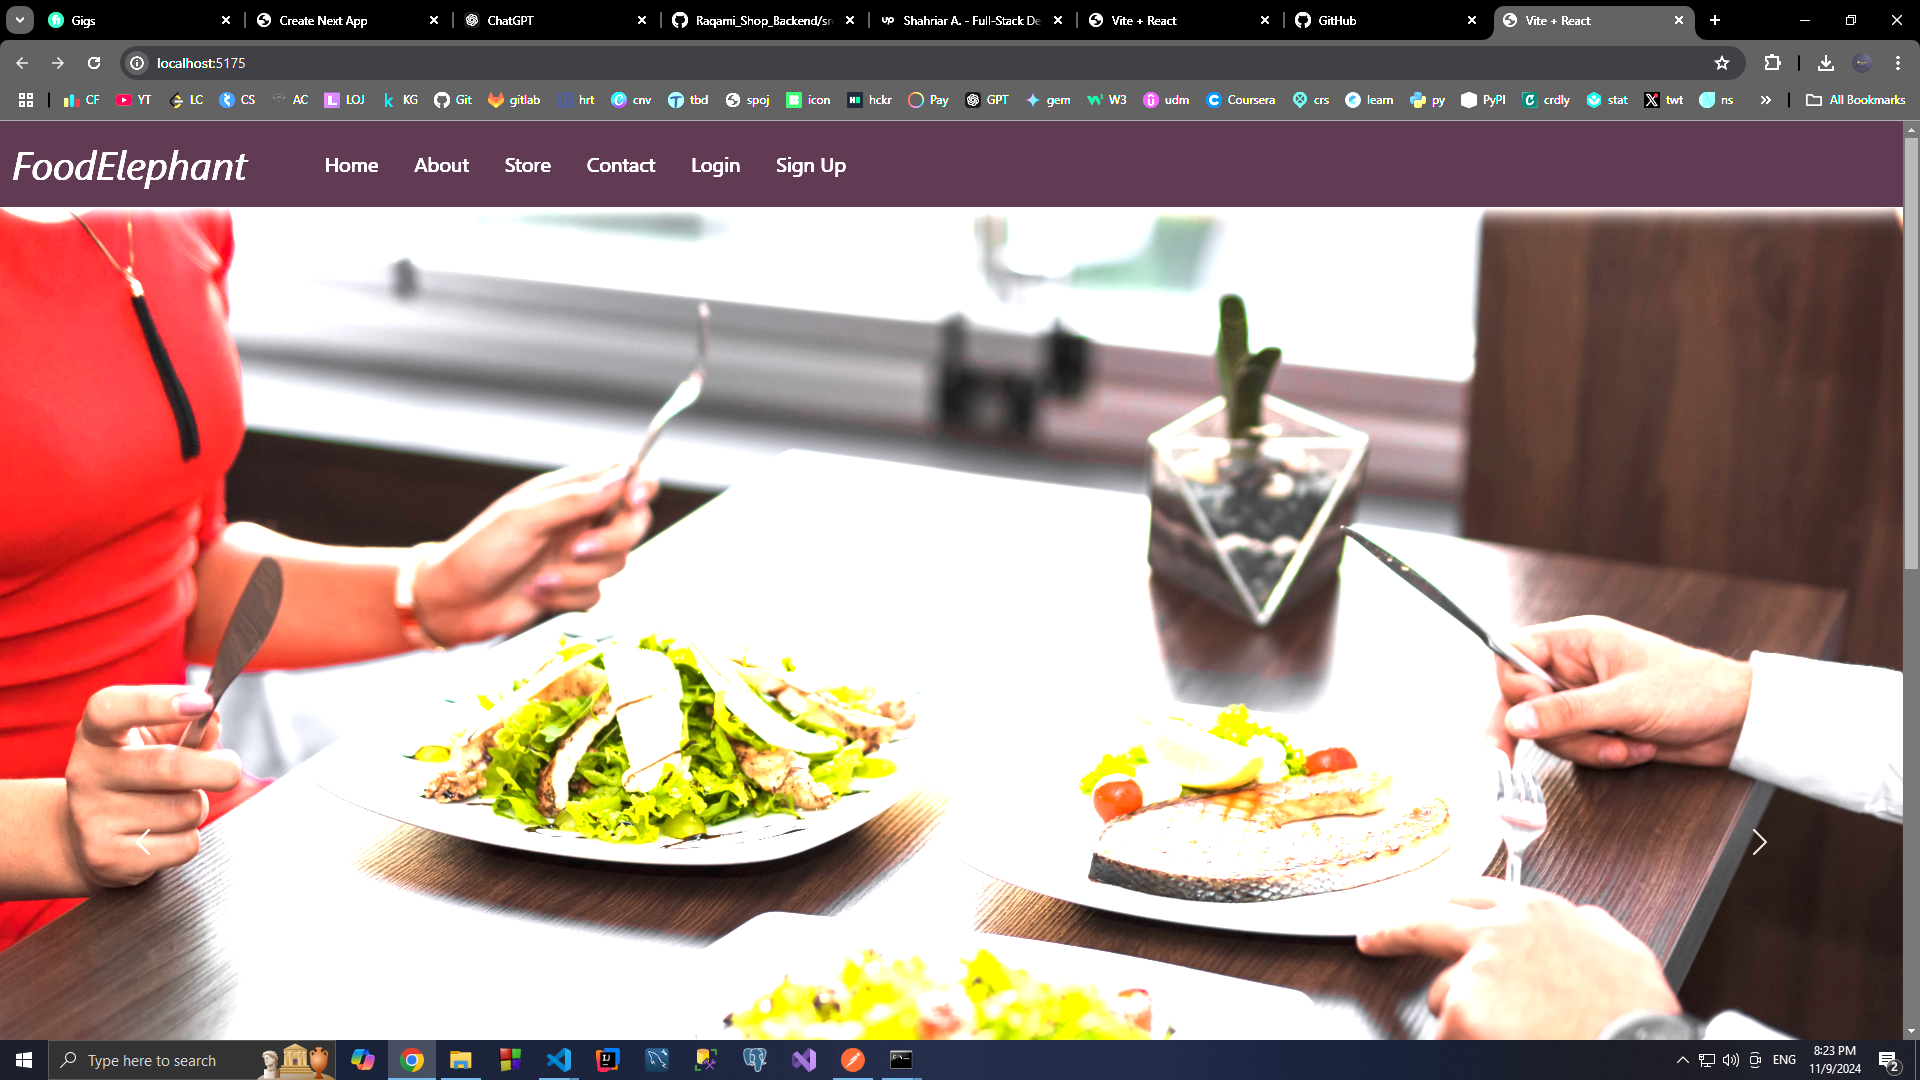 Gigs
Create Next App
ChatGPT
Raqami_Shop_Backend/sr
Shahriar A. - Full-Stack De
Vite + React
GitHub
Vite + React
localhost:5175
CF
YT
LC
CS
AC
LOJ
KG
Git
gitlab
hrt
cnv
tbd
spoj
icon
hckr
Pay
GPT
gem
W3
udm
Coursera
crs
learn
py
PyPI
crdly
stat
twt
ns
All Bookmarks
FoodElephant
Home
About
Store
Contact
Login
Sign Up
Type here to search
ENG
8:23 PM
11/9/2024
2